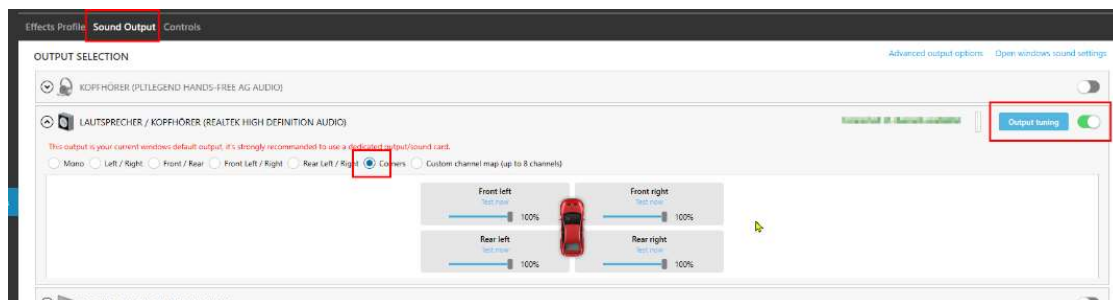 Effects Profile Sound Output Controls
OUTPUT SELECTION
Advanced output options Open windows sound settings
KOPFHÖRER (PLTLEGEND HANDS-FREE AG AUDIO)
LAUTSPRECHER / KOPFHÖRER (REALTEK HIGH DEFINITION AUDIO)
Output tuning
This output is your current windows default output, it's strongly recommanded to use a dedicated output/sound card.
Mono Left / Right Front / Rear Front Left / Right Rear Left / Right Corners Custom channel map (up to 8 channels)
Front left
Test now
100%
Front right
Test now
100%
Rear left
Test now
100%
Rear right
Test now
100%